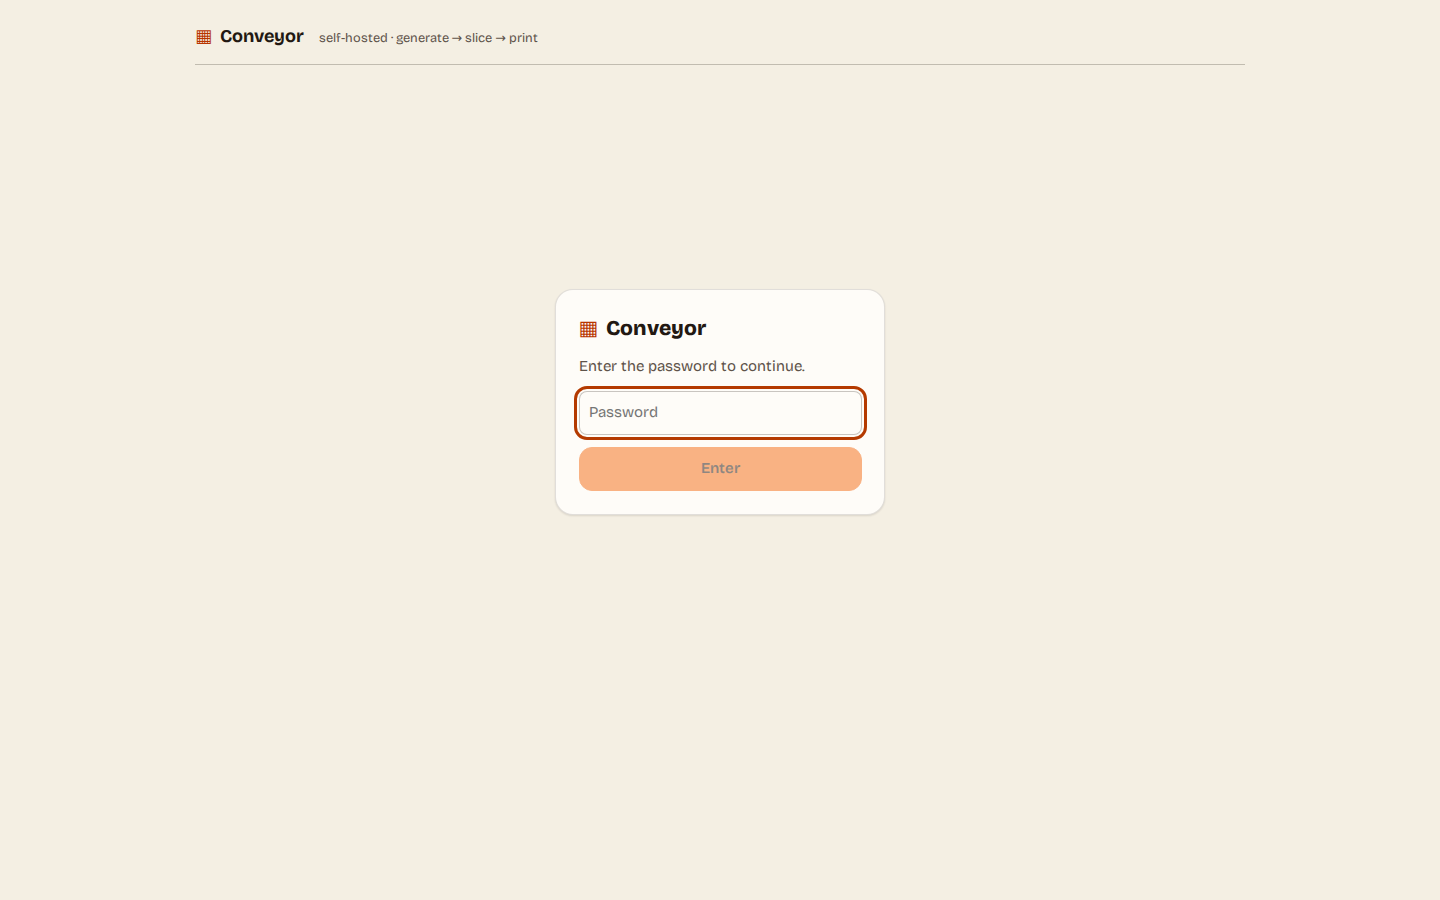 ▦ Conveyor self-hosted · generate → slice → print
▦ Conveyor
Enter the password to continue.
Password
Enter